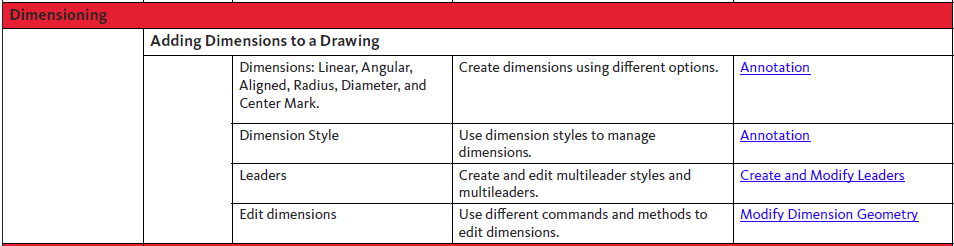 Dimensioning
Adding Dimensions to a Drawing
Dimensions: Linear, Angular,
Aligned, Radius, Diameter, and
Center Mark.
Create dimensions using different options.
Annotation
Dimension Style
Use dimension styles to manage
dimensions.
Annotation
Leaders
Create and edit multileader styles and
multileaders.
Create and Modify Leaders
Edit dimensions
Use different commands and methods to
edit dimensions.
Modify Dimension Geometry